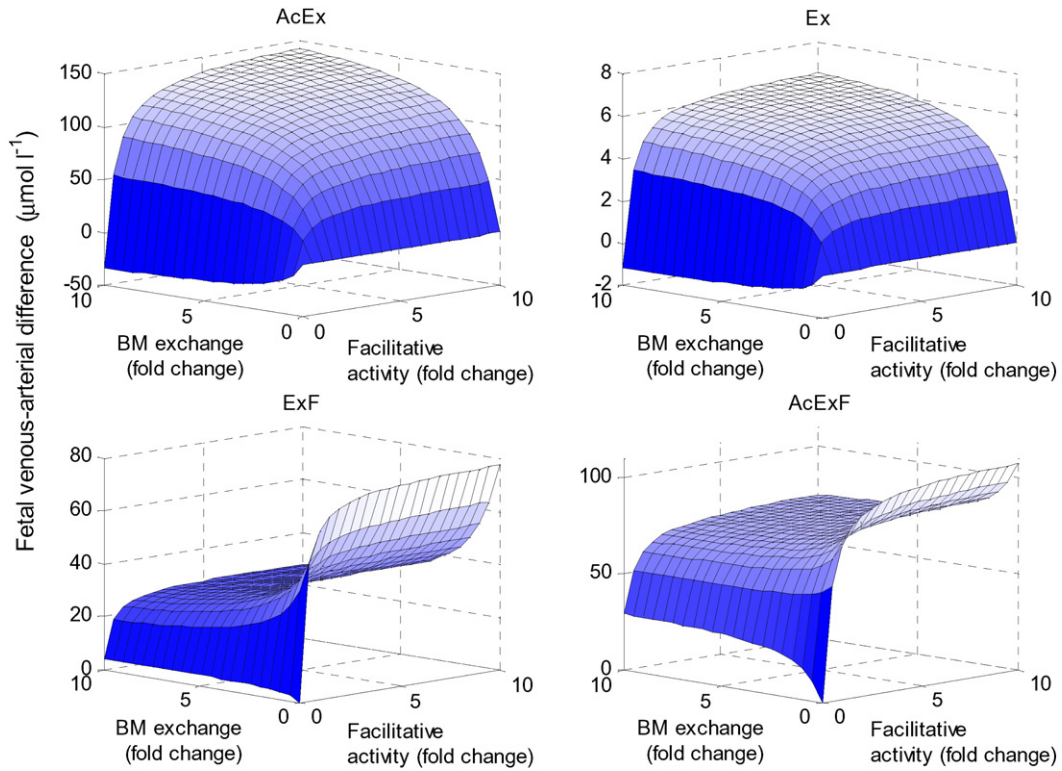 AcEx
Ex
Fetal venous-arterial difference (μmol l⁻¹)
150
100
50
0
-50
10
5
0
0
5
10
BM exchange
(fold change)
Facilitative
activity (fold change)
8
6
4
2
0
-2
10
5
0
0
5
10
BM exchange
(fold change)
Facilitative
activity (fold change)
ExF
AcExF
80
60
40
20
0
10
5
0
0
5
10
BM exchange
(fold change)
Facilitative
activity (fold change)
100
50
0
10
5
0
0
5
10
BM exchange
(fold change)
Facilitative
activity (fold change)